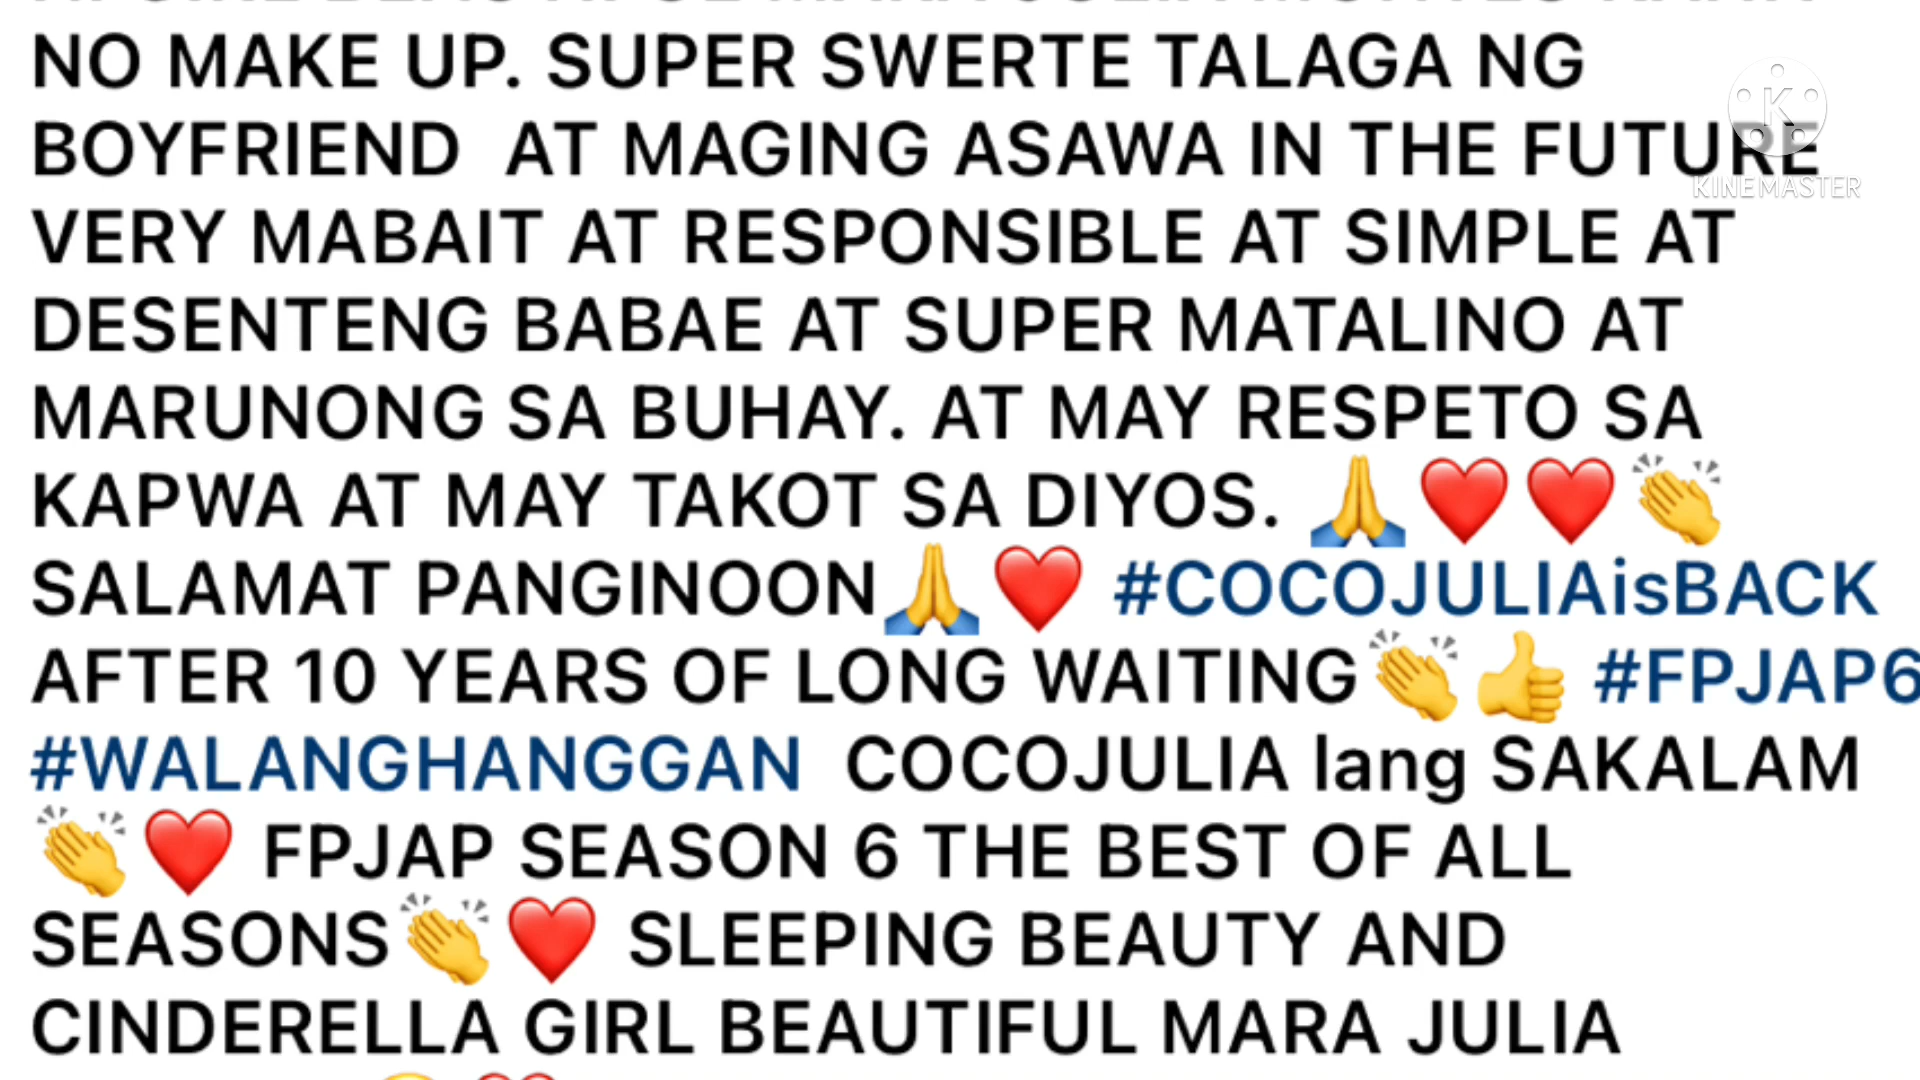 NO MAKE UP. SUPER SWERTE TALAGA NG
BOYFRIEND AT MAGING ASAWA IN THE FUTURE
KINEMASTER
VERY MABAIT AT RESPONSIBLE AT SIMPLE AT
DESENTENG BABAE AT SUPER MATALINO AT
MARUNONG SA BUHAY. AT MAY RESPETO SA
KAPWA AT MAY TAKOT SA DIYOS. 🙏❤️❤️👏
SALAMAT PANGINOON🙏❤️ #COCOJULIAisBACK
AFTER 10 YEARS OF LONG WAITING👏👍 #FPJAP6
#WALANGHANGGAN COCOJULIA lang SAKALAM
👏❤️ FPJAP SEASON 6 THE BEST OF ALL
SEASONS👏❤️ SLEEPING BEAUTY AND
CINDERELLA GIRL BEAUTIFUL MARA JULIA